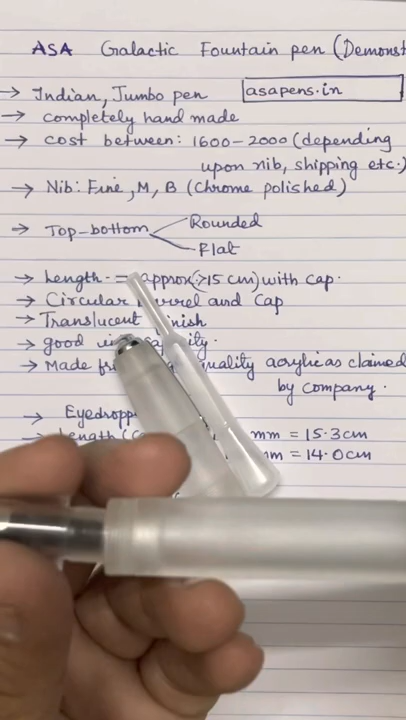 ASA Galactic Fountain pen (Demonst
→ Indian, Jumbo pen asapens.in
→ completely hand made
→ cost between: 1600-2000 (depending
upon nib, shipping etc.)
→ Nib: Fine, M, B (Chrome polished)
→ Top-bottom Rounded
Flat
→ Length = approx(>15 cm) with cap.
→ Circular and Cap
→ Translucent
→ good
→ Made quality acrylic as claimed
by company.
→
→ Length mm = 15.3cm
mm = 14.0cm